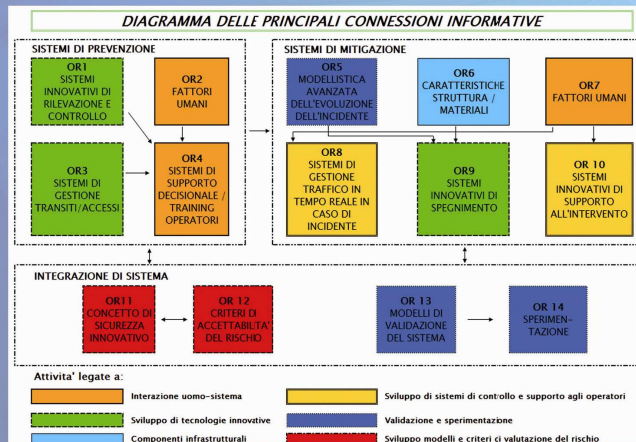 DIAGRAMMA DELLE PRINCIPALI CONNESSIONI INFORMATIVE
SISTEMI DI PREVENZIONE
OR1
SISTEMI
INNOVATIVI DI
RILEVAZIONE E
CONTROLLO
OR2
FATTORI
UMANI
OR3
SISTEMI DI
GESTIONE
TRANSITI/ACCESSI
OR4
SISTEMI DI
SUPPORTO
DECISIONALE /
TRAINING
OPERATORI
SISTEMI DI MITIGAZIONE
OR5
MODELLISTICA
AVANZATA
DELL'EVOLUZIONE
DELL'INCIDENTE
OR6
CARATTERISTICHE
STRUTTURA /
MATERIALI
OR7
FATTORI UMANI
OR8
SISTEMI DI
GESTIONE
TRAFFICO IN
TEMPO REALE IN
CASO DI
INCIDENTE
OR9
SISTEMI
INNOVATIVI DI
SPEGNIMENTO
OR 10
SISTEMI
INNOVATIVI DI
SUPPORTO
ALL'INTERVENTO
INTEGRAZIONE DI SISTEMA
OR11
CONCETTO DI
SICUREZZA
INNOVATIVO
OR 12
CRITERI DI
ACCETTABILITA'
DEL RISCHIO
OR 13
MODELLI DI
VALIDAZIONE
DEL SISTEMA
OR 14
SPERIMEN-
TAZIONE
Attivita' legate a:
Interazione uomo-sistema
Sviluppo di sistemi di controllo e supporto agli operatori
Sviluppo di tecnologie innovative
Validazione e sperimentazione
Componenti infrastrutturali
Sviluppo modelli e criteri ci valutazione del rischio